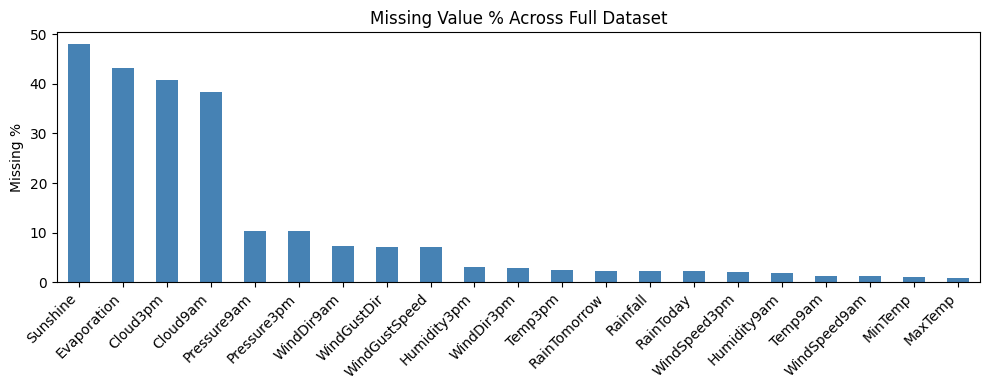 Missing Value % Across Full Dataset
Missing %
50
40
30
20
10
0
Sunshine
Evaporation
Cloud3pm
Cloud9am
Pressure9am
Pressure3pm
WindDir9am
WindGustDir
WindGustSpeed
Humidity3pm
WindDir3pm
Temp3pm
RainTomorrow
Rainfall
RainToday
WindSpeed3pm
Humidity9am
Temp9am
WindSpeed9am
MinTemp
MaxTemp